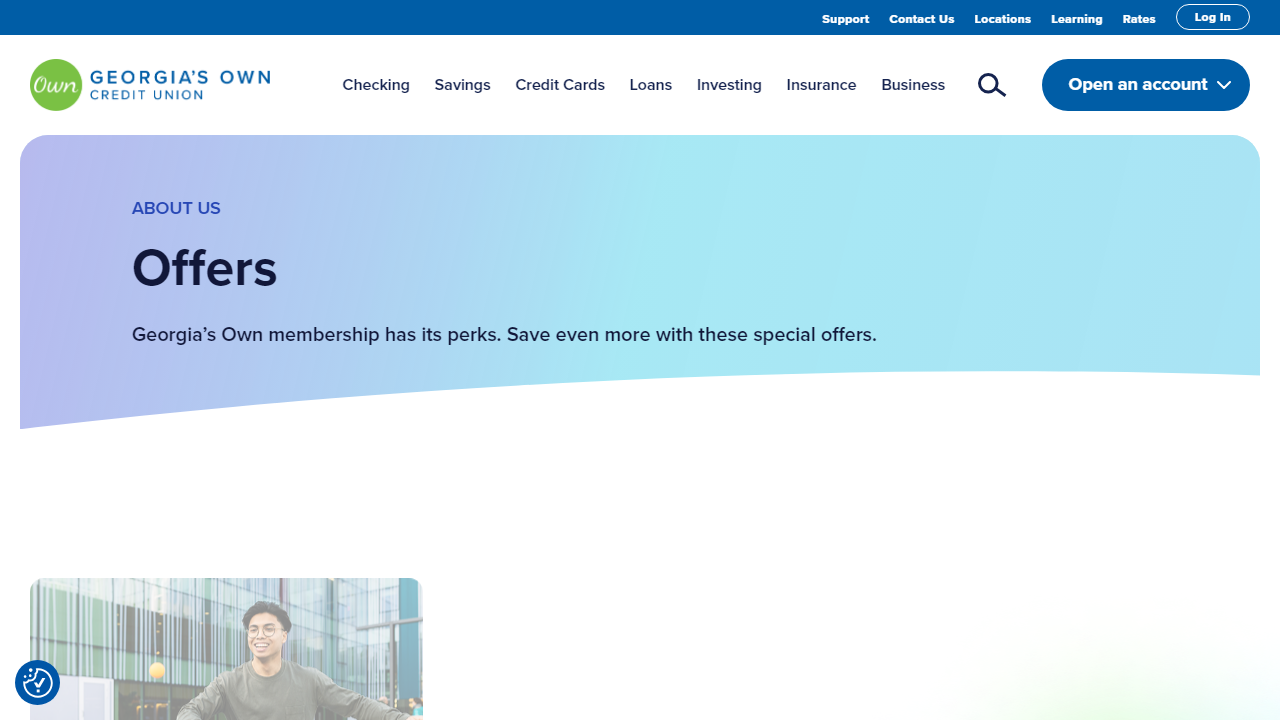 Support Contact Us Locations Learning Rates Log In
Own GEORGIA'S OWN
CREDIT UNION
Checking Savings Credit Cards Loans Investing Insurance Business Open an account
ABOUT US
Offers
Georgia’s Own membership has its perks. Save even more with these special offers.